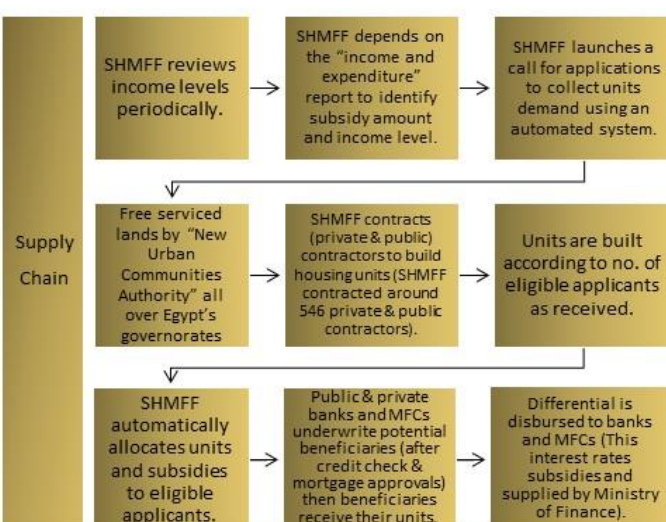 Supply
Chain
SHMFF reviews
income levels
periodically.
SHMFF depends on
the “income and
expenditure”
report to identify
subsidy amount
and income level.
SHMFF launches a
call for applications
to collect units
demand using an
automated system.
Free serviced
lands by “New
Urban
Communities
Authority” all
over Egypt’s
governorates
SHMFF contracts
(private & public)
contractors to build
housing units (SHMFF
contracted around
546 private & public
contractors).
Units are built
according to no. of
eligible applicants
as received.
SHMFF
automatically
allocates units
and subsidies
to eligible
applicants.
Public & private
banks and MFCs
underwrite potential
beneficiaries (after
credit check &
mortgage approvals)
then beneficiaries
receive their units.
Differential is
disbursed to banks
and MFCs (This
interest rates
subsidies and
supplied by Ministry
of Finance).